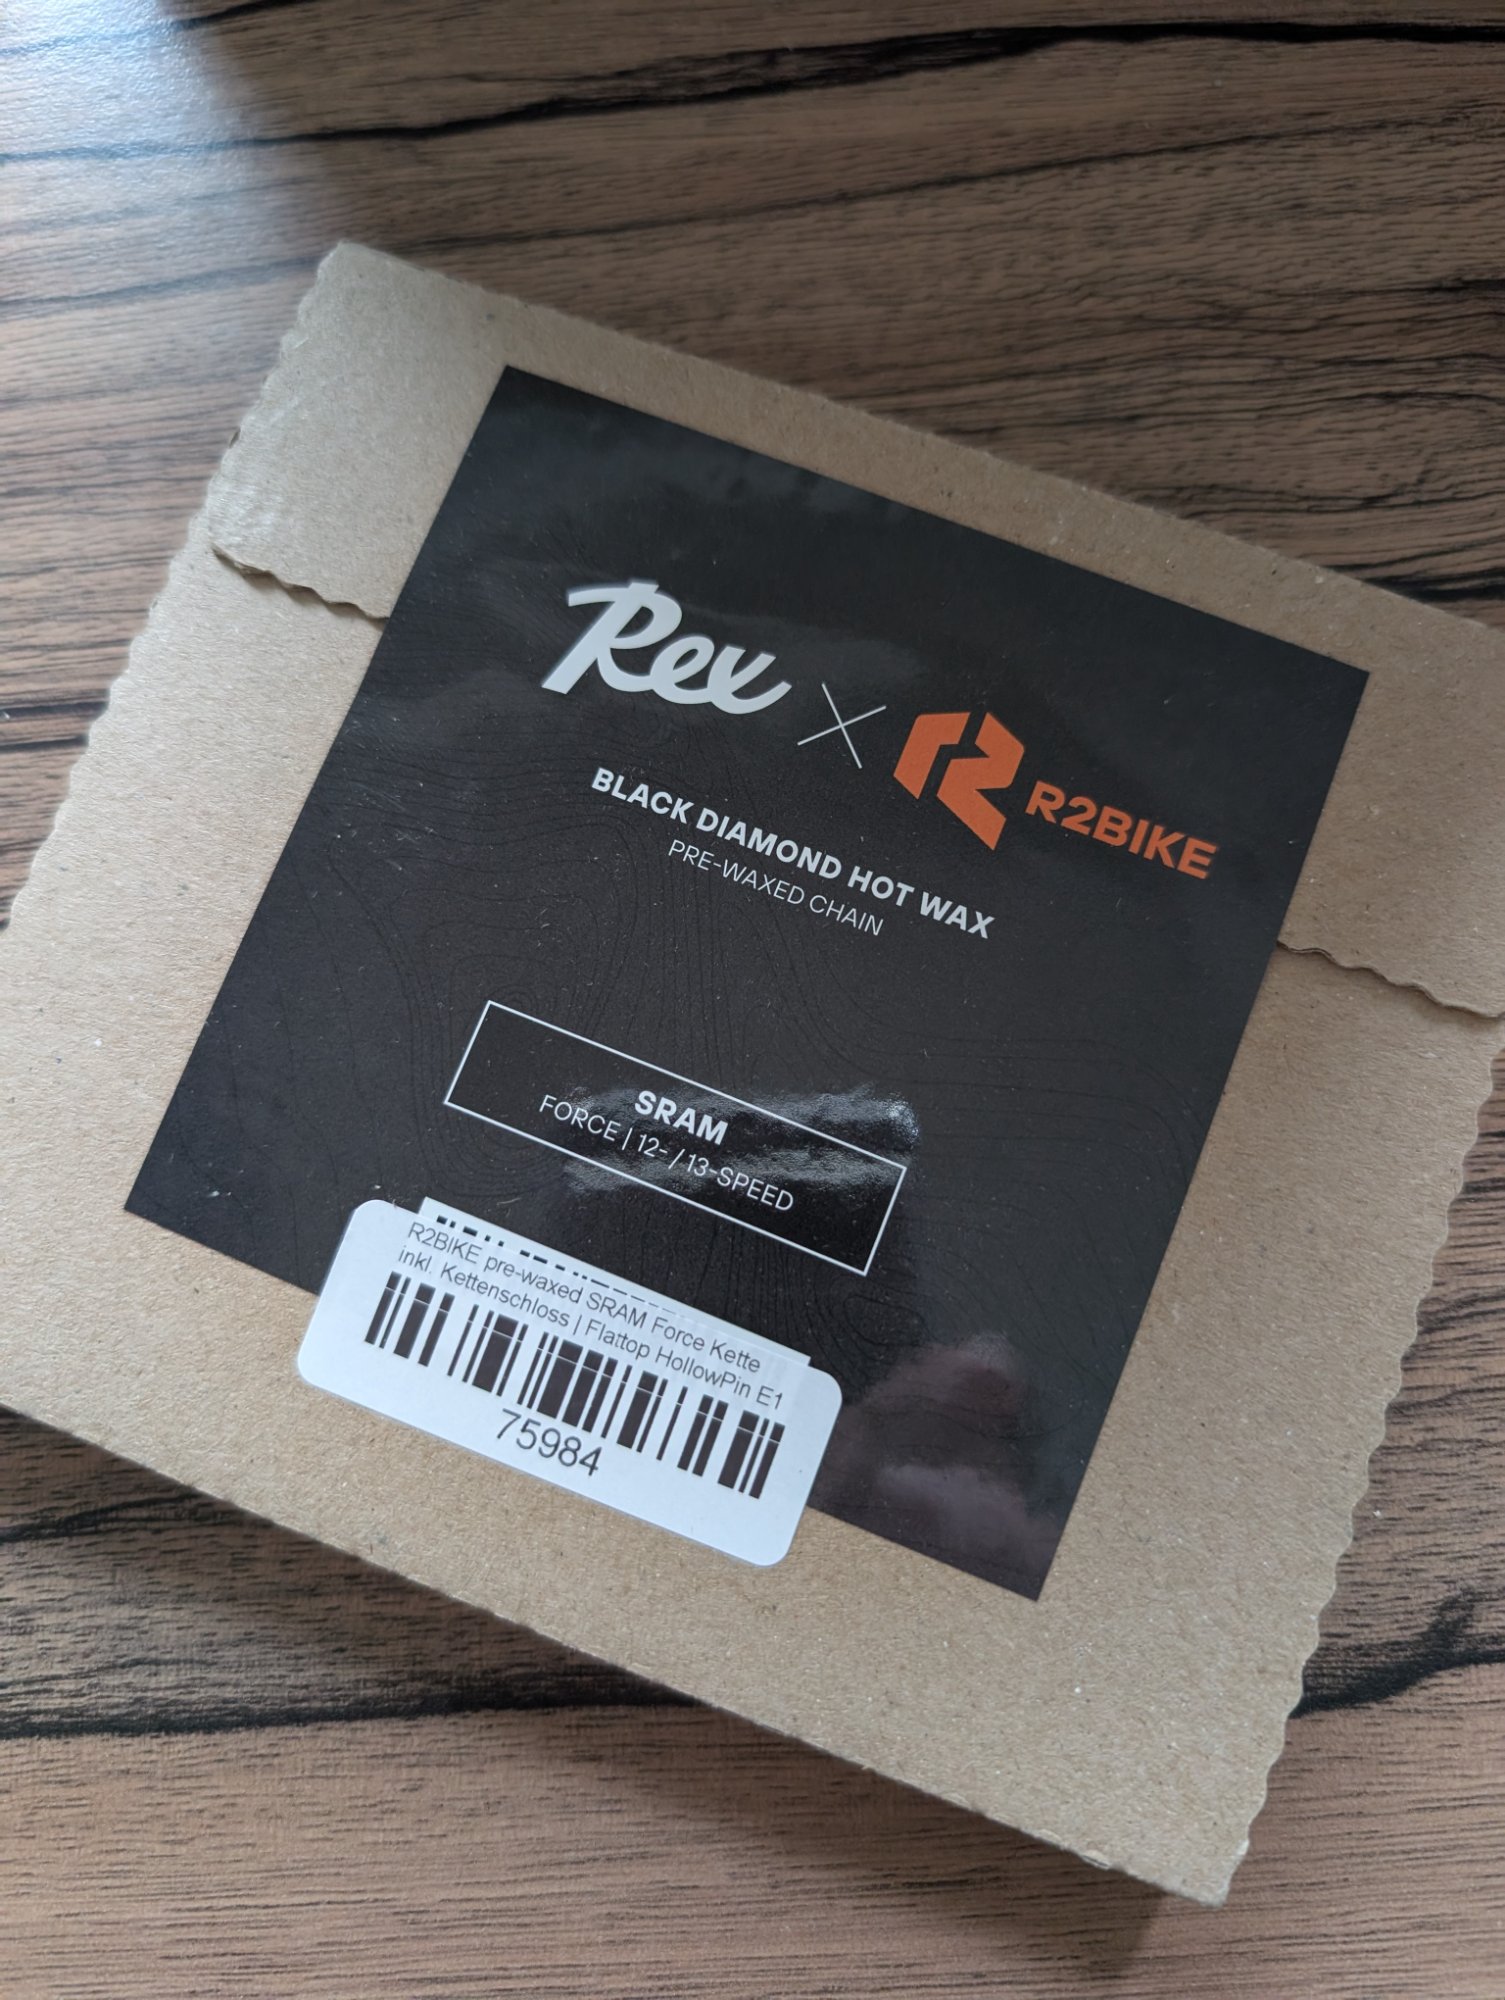 Rex
R2BIKE
BLACK DIAMOND HOT WAX
PRE-WAXED CHAIN
SRAM
FORCE | 12- / 13-SPEED
R2BIKE pre-waxed SRAM Force Kette
inkl. Kettenschloss | Flattop HollowPin E1
75984